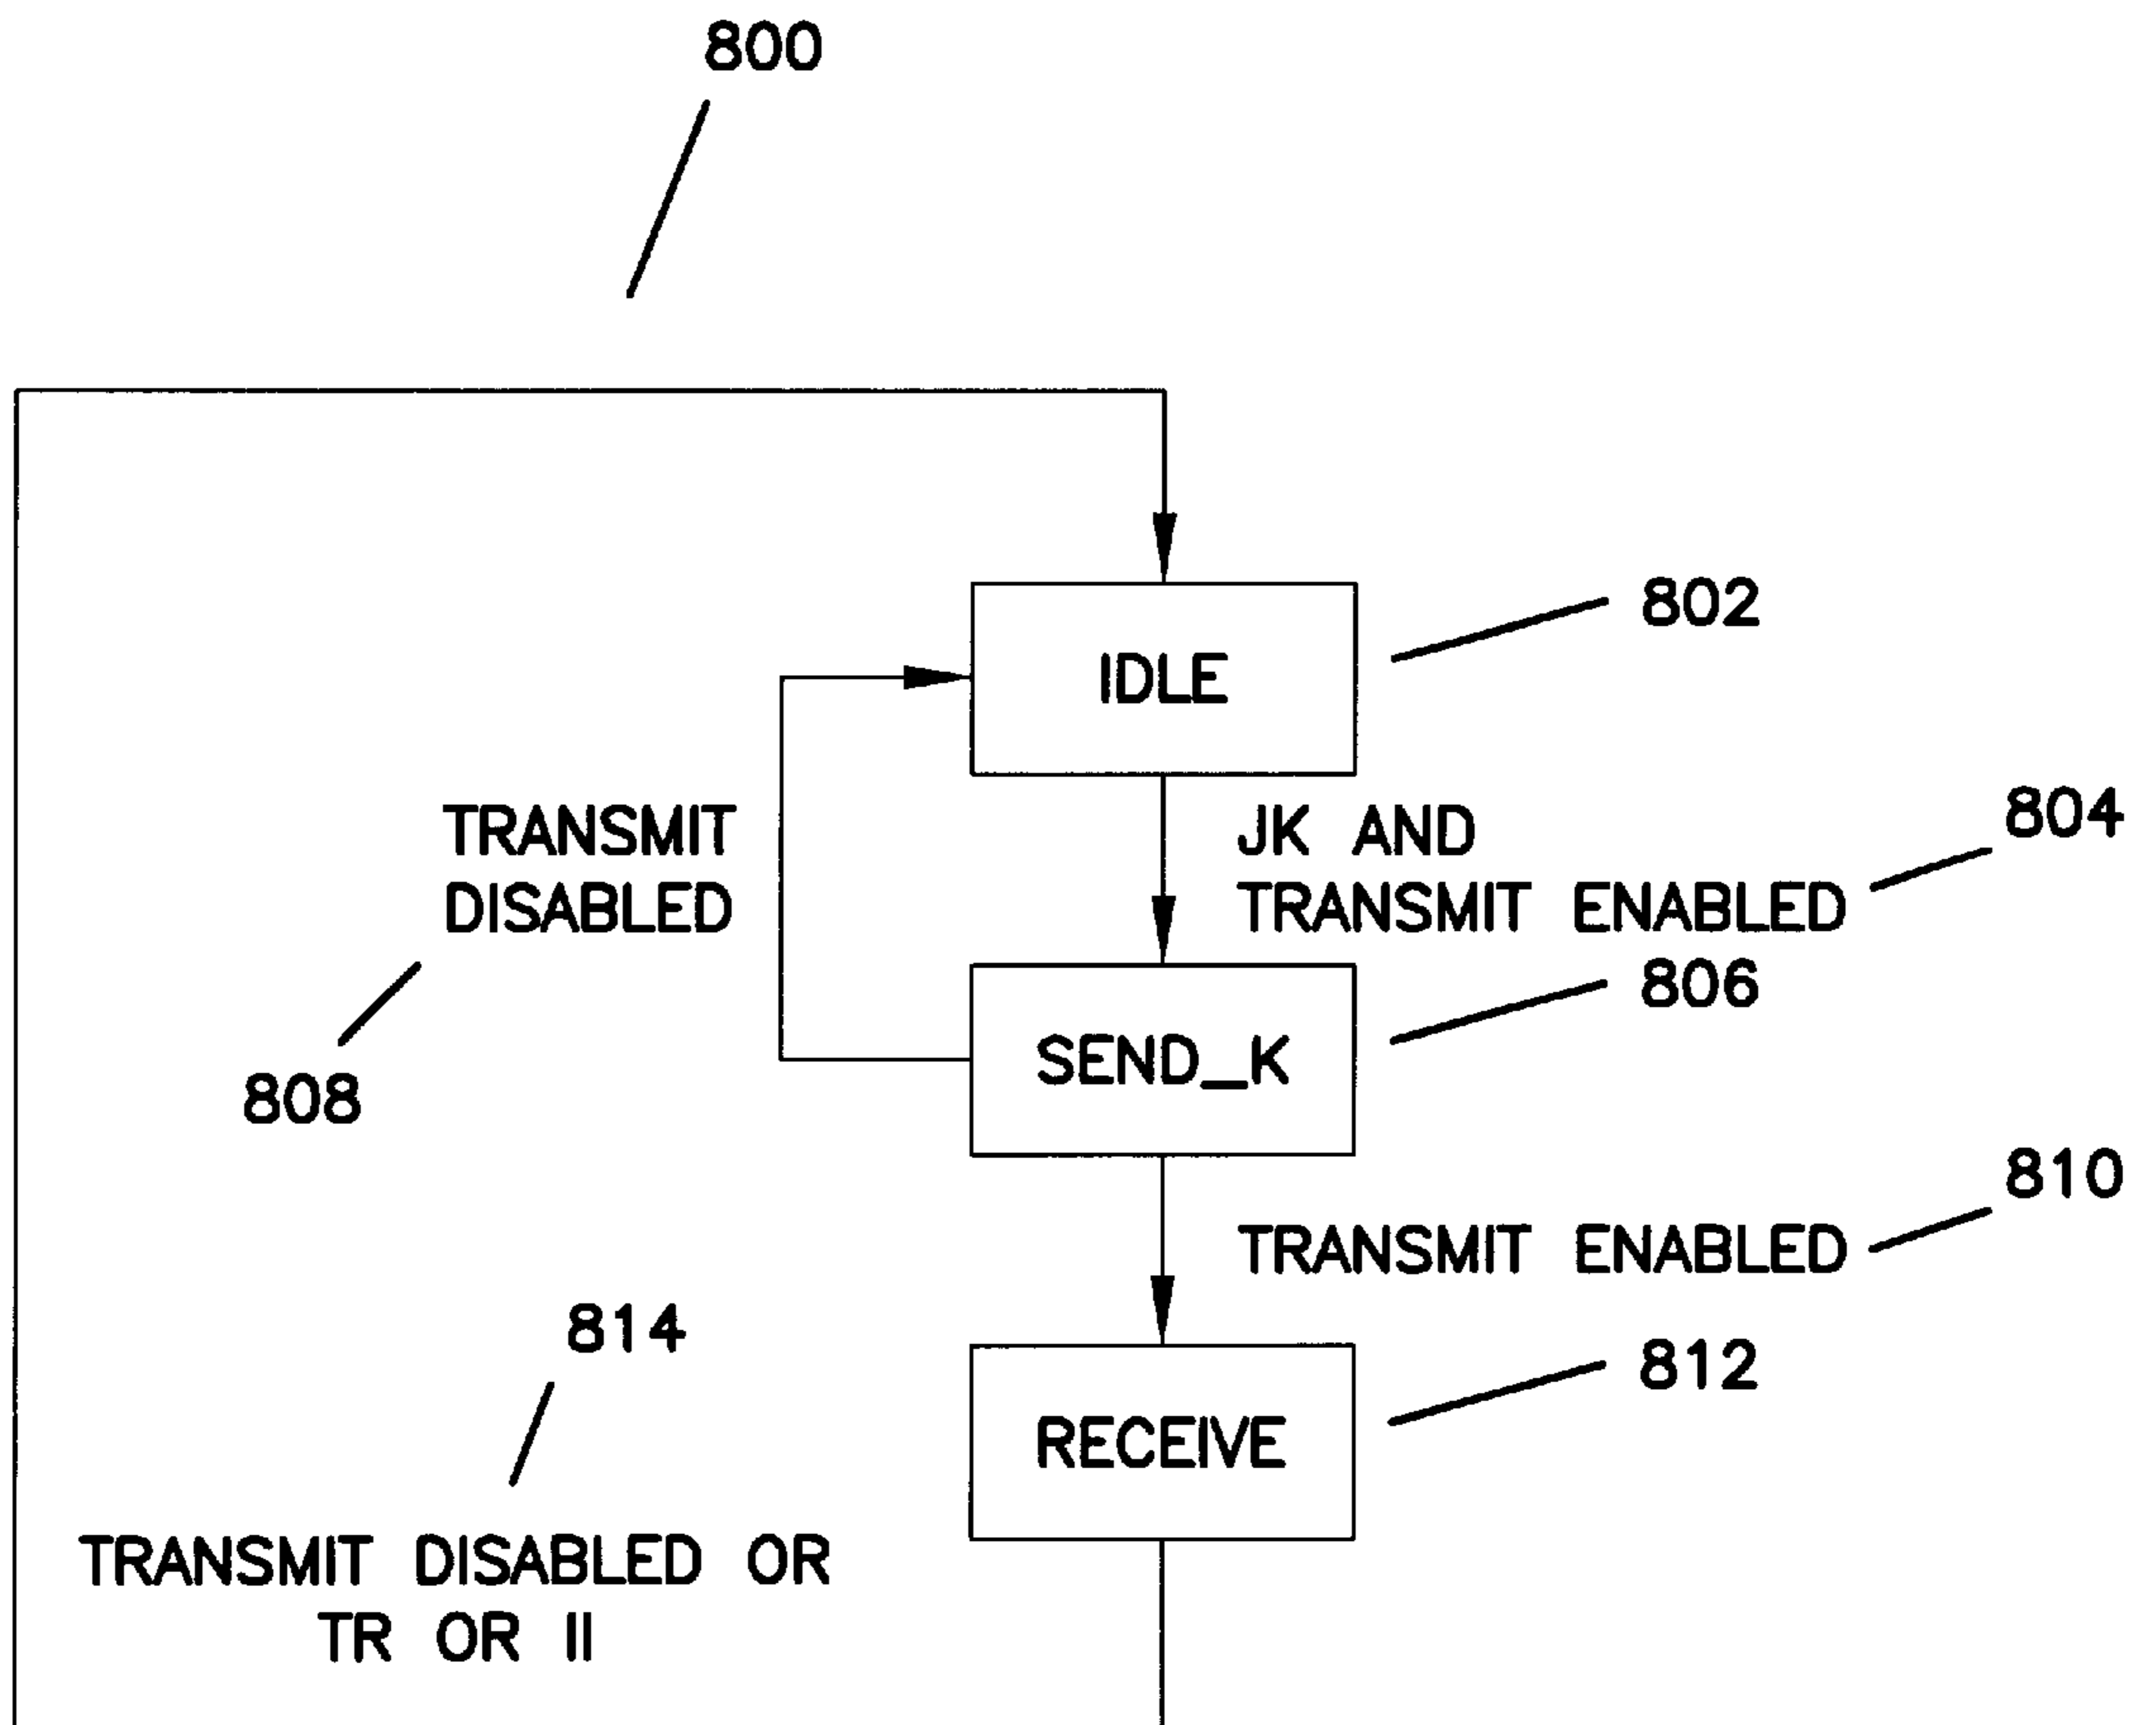 800
802
IDLE
804
TRANSMIT
DISABLED
JK AND
TRANSMIT ENABLED
806
SEND_K
808
810
TRANSMIT ENABLED
814
812
RECEIVE
TRANSMIT DISABLED OR
TR OR II